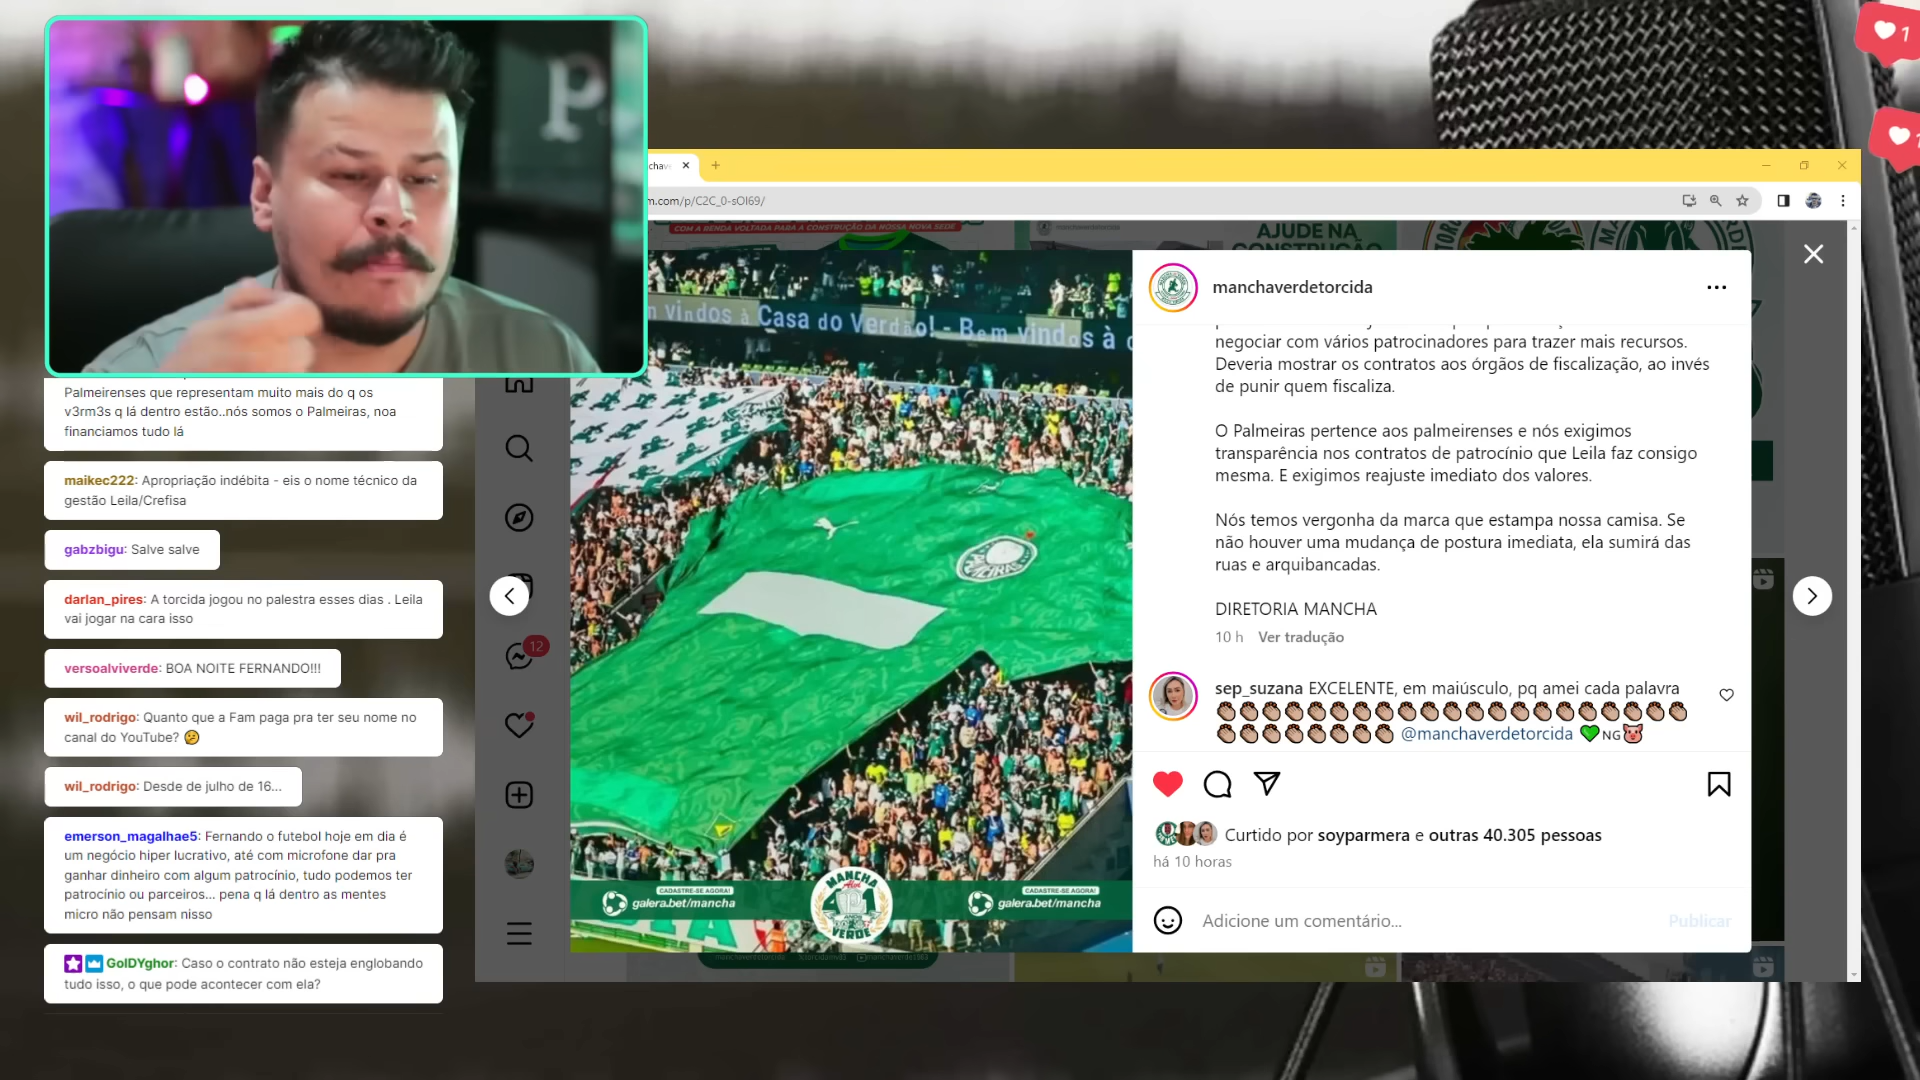 1
1
p
chav
m.com/p/C2C_0-sOI69/
COM A RENDA VOLTADA PARA A CONSTRUÇÃO DA NOSSA NOVA SEDE
AJUDE NA
CONSTRUÇÃO
n vindos à Casa do Verdão! - Bem vindos à c
PALMEIRAS
CADASTRE-SE AGORA!
galera.bet/mancha
MANCHA
Alvi
VERDE
CADASTRE-SE AGORA!
galera.bet/mancha
12
manchaverdetorcida
negociar com vários patrocinadores para trazer mais recursos.
Deveria mostrar os contratos aos órgãos de fiscalização, ao invés
de punir quem fiscaliza.
O Palmeiras pertence aos palmeirenses e nós exigimos
transparência nos contratos de patrocínio que Leila faz consigo
mesma. E exigimos reajuste imediato dos valores.
Nós temos vergonha da marca que estampa nossa camisa. Se
não houver uma mudança de postura imediata, ela sumirá das
ruas e arquibancadas.
DIRETORIA MANCHA
10 h Ver tradução
sep_suzana EXCELENTE, em maiúsculo, pq amei cada palavra
👏👏👏👏👏👏👏👏👏👏👏👏👏👏👏👏👏👏👏👏👏
👏👏👏👏👏👏👏👏 @manchaverdetorcida 💚NG🐷
Curtido por soyparmera e outras 40.305 pessoas
há 10 horas
Adicione um comentário...
Publicar
Palmeirenses que representam muito mais do q os
v3rm3s q lá dentro estão..nós somos o Palmeiras, noa
financiamos tudo lá
maikec222: Apropriação indébita - eis o nome técnico da
gestão Leila/Crefisa
gabzbigu: Salve salve
darlan_pires: A torcida jogou no palestra esses dias . Leila
vai jogar na cara isso
versoalviverde: BOA NOITE FERNANDO!!!
wil_rodrigo: Quanto que a Fam paga pra ter seu nome no
canal do YouTube? 🤔
wil_rodrigo: Desde de julho de 16...
emerson_magalhae5: Fernando o futebol hoje em dia é
um negócio hiper lucrativo, até com microfone dar pra
ganhar dinheiro com algum patrocínio, tudo podemos ter
patrocínio ou parceiros... pena q lá dentro as mentes
micro não pensam nisso
GolDYghor: Caso o contrato não esteja englobando
tudo isso, o que pode acontecer com ela?